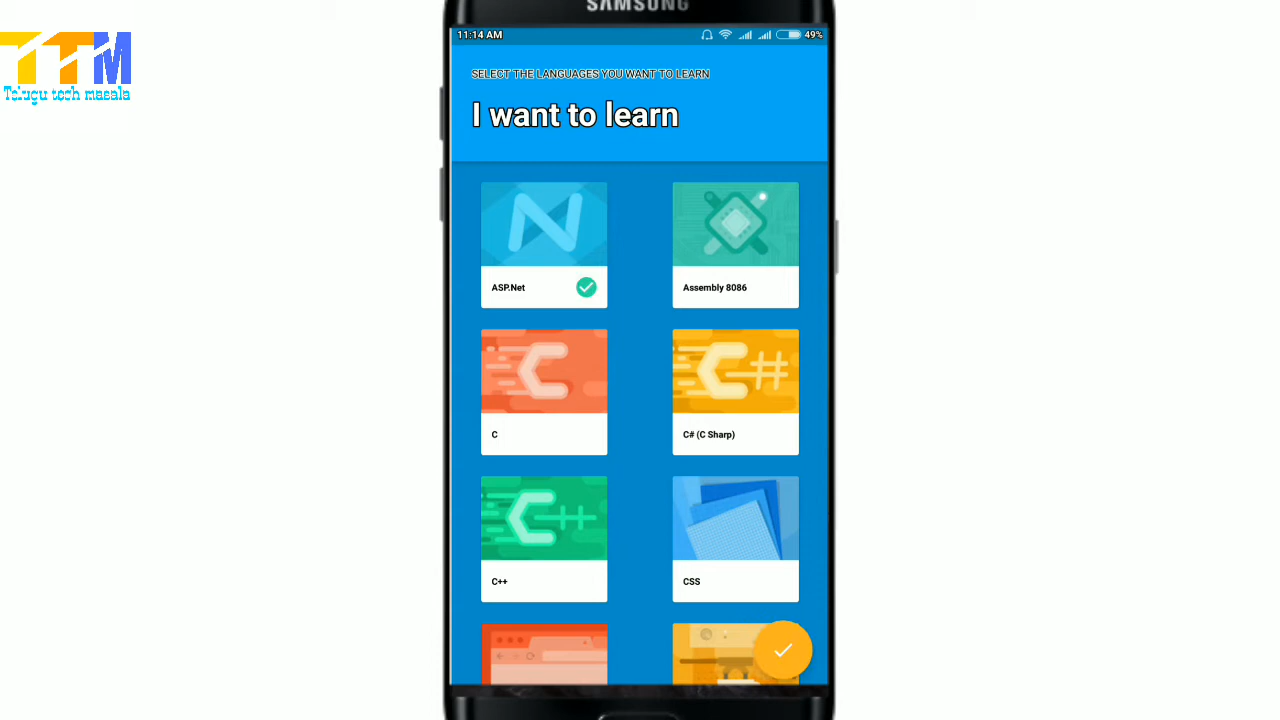 SAMSUNG
TTM
Telugu tech masala
11:14 AM
49%
SELECT THE LANGUAGES YOU WANT TO LEARN
I want to learn
N
ASP.Net
Assembly 8086
C
C#
C
C# (C Sharp)
C++
C++
CSS